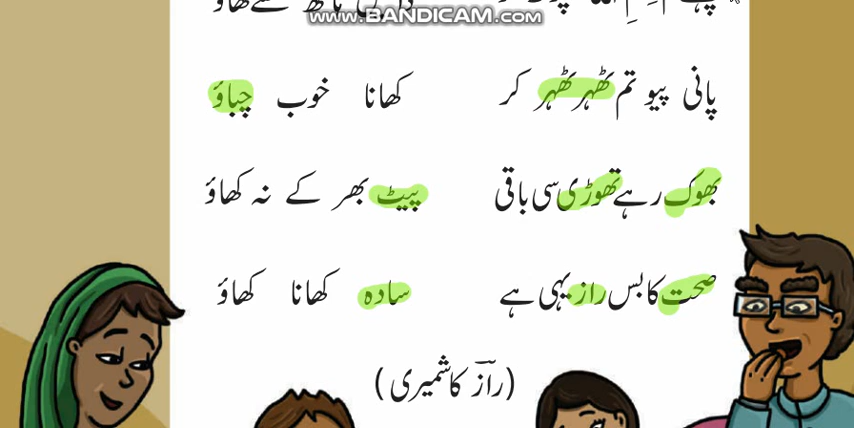 www.BANDICAM.com
پانی پیو تم ٹھہر ٹھہر کر کھانا خوب چباؤ
بھوک رہے تھوڑی سی باقی پیٹ بھر کے نہ کھاؤ
صحت کا بس راز یہی ہے سادہ کھانا کھاؤ
(رازؔ کاشمیری)